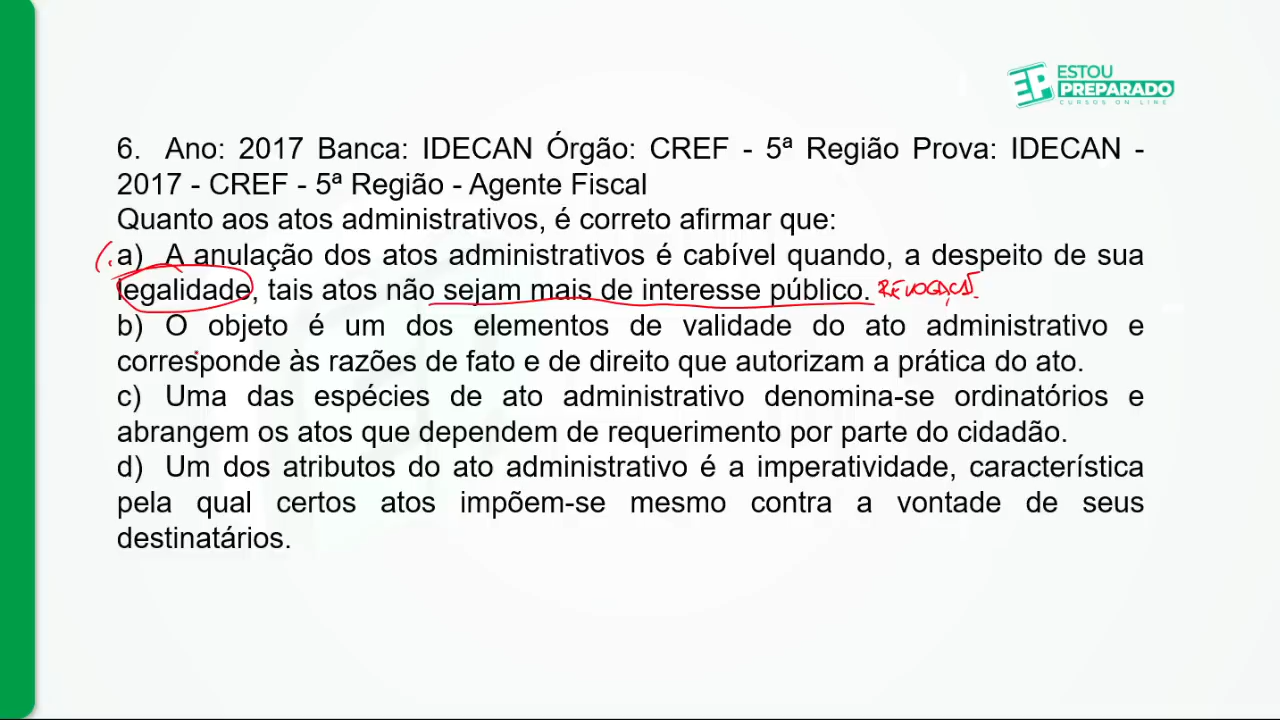 EP ESTOU
PREPARADO
CURSOS ON LINE
6. Ano: 2017 Banca: IDECAN Órgão: CREF - 5ª Região Prova: IDECAN -
2017 - CREF - 5ª Região - Agente Fiscal
Quanto aos atos administrativos, é correto afirmar que:
a) A anulação dos atos administrativos é cabível quando, a despeito de sua
legalidade, tais atos não sejam mais de interesse público. REVOGAÇÃO
b) O objeto é um dos elementos de validade do ato administrativo e
corresponde às razões de fato e de direito que autorizam a prática do ato.
c) Uma das espécies de ato administrativo denomina-se ordinatórios e
abrangem os atos que dependem de requerimento por parte do cidadão.
d) Um dos atributos do ato administrativo é a imperatividade, característica
pela qual certos atos impõem-se mesmo contra a vontade de seus
destinatários.